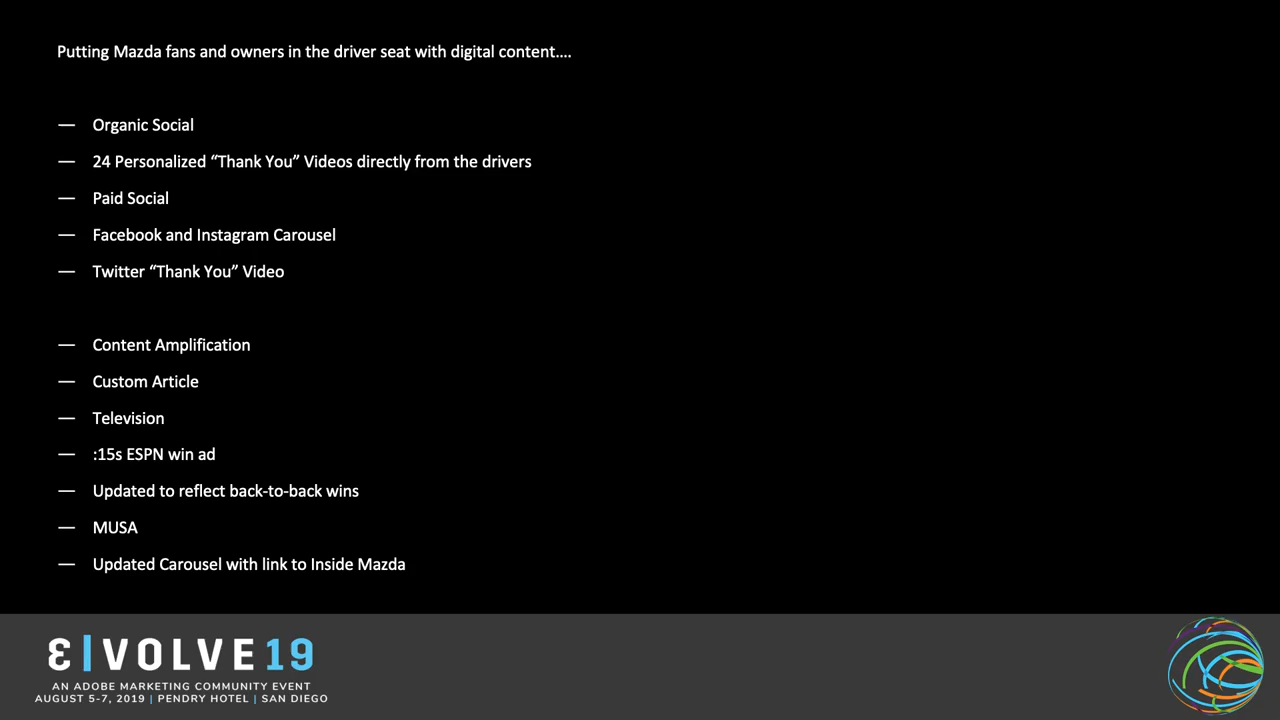 Putting Mazda fans and owners in the driver seat with digital content....
— Organic Social
— 24 Personalized “Thank You” Videos directly from the drivers
— Paid Social
— Facebook and Instagram Carousel
— Twitter “Thank You” Video
— Content Amplification
— Custom Article
— Television
— :15s ESPN win ad
— Updated to reflect back-to-back wins
— MUSA
— Updated Carousel with link to Inside Mazda
Ɛ|VOLVE19
AN ADOBE MARKETING COMMUNITY EVENT
AUGUST 5-7, 2019 | PENDRY HOTEL | SAN DIEGO